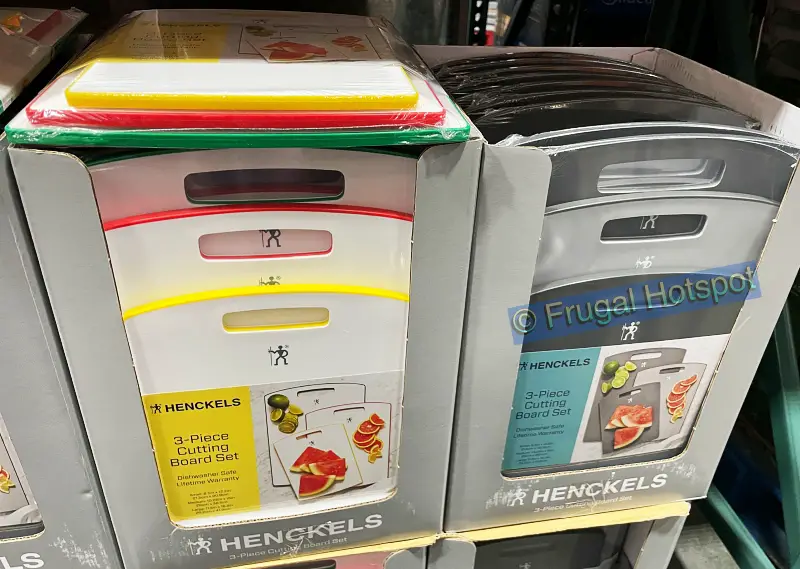 © Frugal Hotspot
HENCKELS
3-Piece
Cutting
Board Set
Dishwasher Safe
Lifetime Warranty
HENCKELS
3-Piece Cutting Board Set
HENCKELS
3-Piece
Cutting
Board Set
Dishwasher Safe
Lifetime Warranty
HENCKELS
3-Piece
Board Set
LS